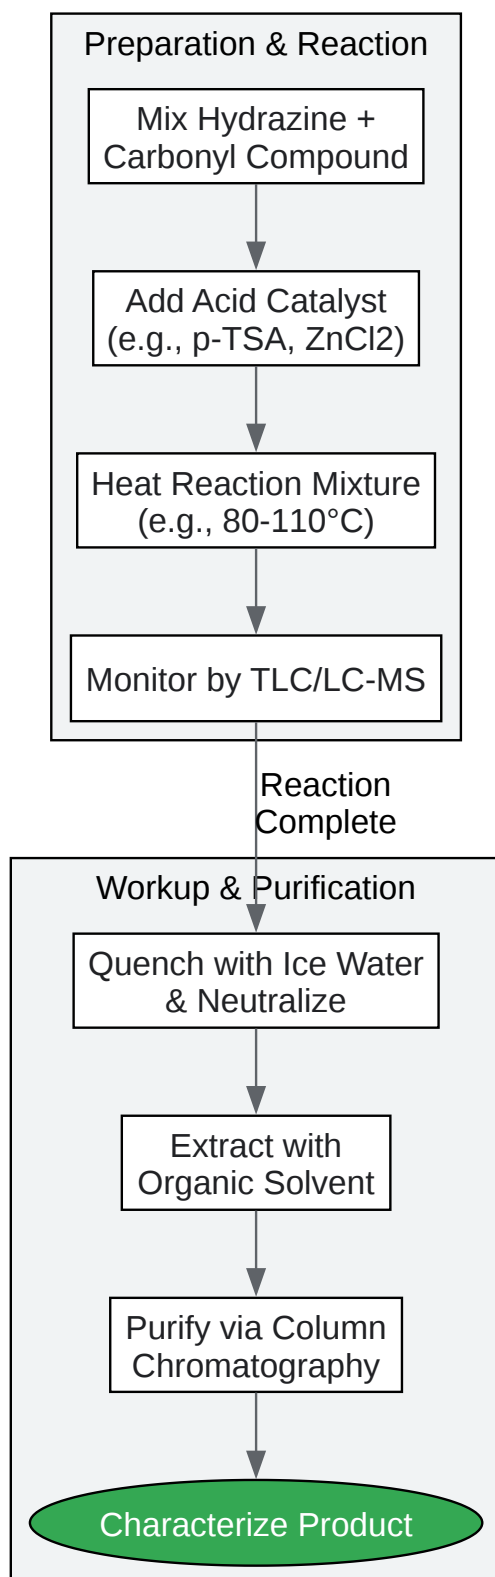 Preparation & Reaction
Mix Hydrazine +
Carbonyl Compound
Add Acid Catalyst
(e.g., p-TSA, ZnCl2)
Heat Reaction Mixture
(e.g., 80-110°C)
Monitor by TLC/LC-MS
Reaction
Complete
Workup & Purification
Quench with Ice Water
& Neutralize
Extract with
Organic Solvent
Purify via Column
Chromatography
Characterize Product